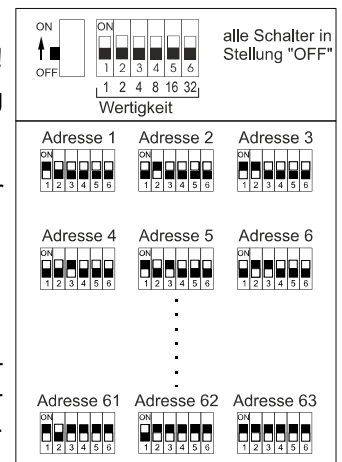 ON
OFF
ON
1 2 3 4 5 6
1 2 4 8 16 32
Wertigkeit
alle Schalter in
Stellung "OFF"
Adresse 1 Adresse 2 Adresse 3
ON ON ON
1 2 3 4 5 6 1 2 3 4 5 6 1 2 3 4 5 6
Adresse 4 Adresse 5 Adresse 6
ON ON ON
1 2 3 4 5 6 1 2 3 4 5 6 1 2 3 4 5 6
Adresse 61 Adresse 62 Adresse 63
ON ON ON
1 2 3 4 5 6 1 2 3 4 5 6 1 2 3 4 5 6